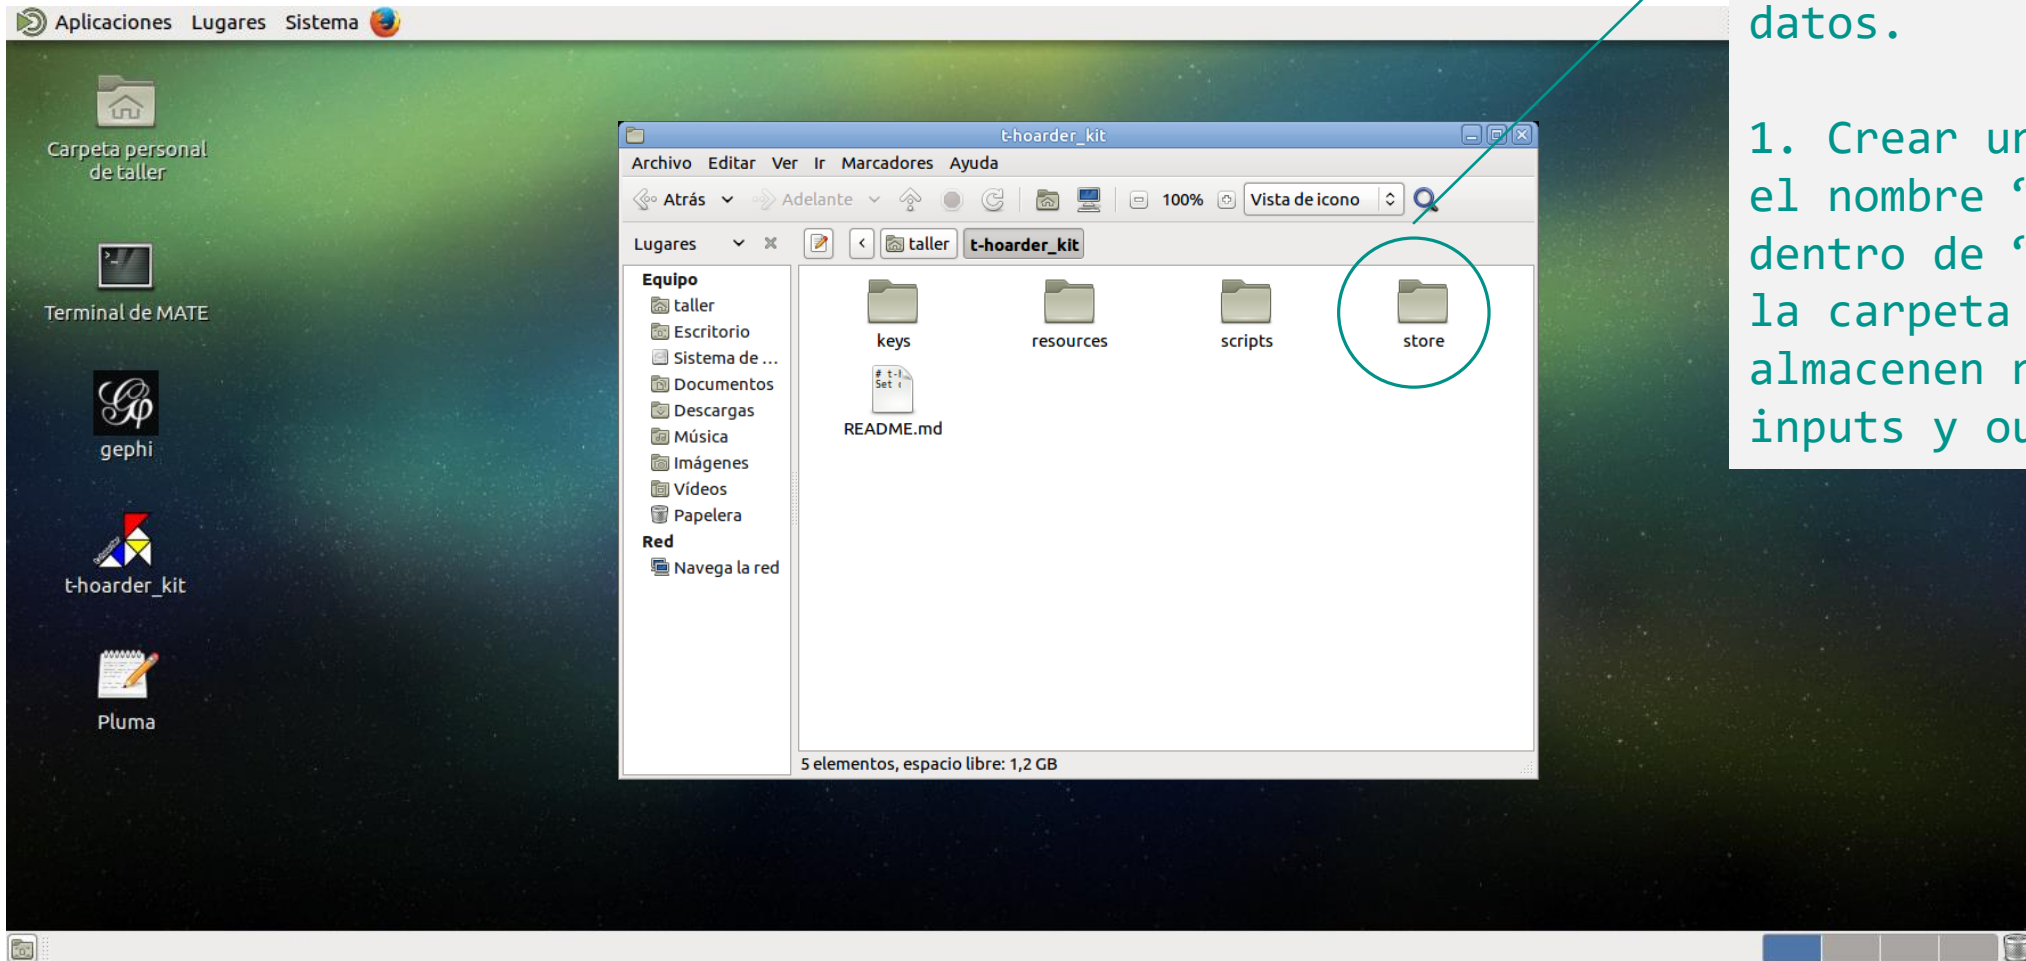 Aplicaciones Lugares Sistema
datos.
1. Crear un
el nombre “
dentro de “
la carpeta
almacenen
inputs y
Carpeta personal
de taller
Terminal de MATE
gephi
t-hoarder_kit
Pluma
t-hoarder_kit
Archivo Editar Ver Ir Marcadores Ayuda
Atrás Adelante 100% Vista de icono
Lugares taller t-hoarder_kit
Equipo
taller
Escritorio
Sistema de ...
Documentos
Descargas
Música
Imágenes
Vídeos
Papelera
Red
Navega la red
keys resources scripts store
# t-
Set
README.md
5 elementos, espacio libre: 1,2 GB